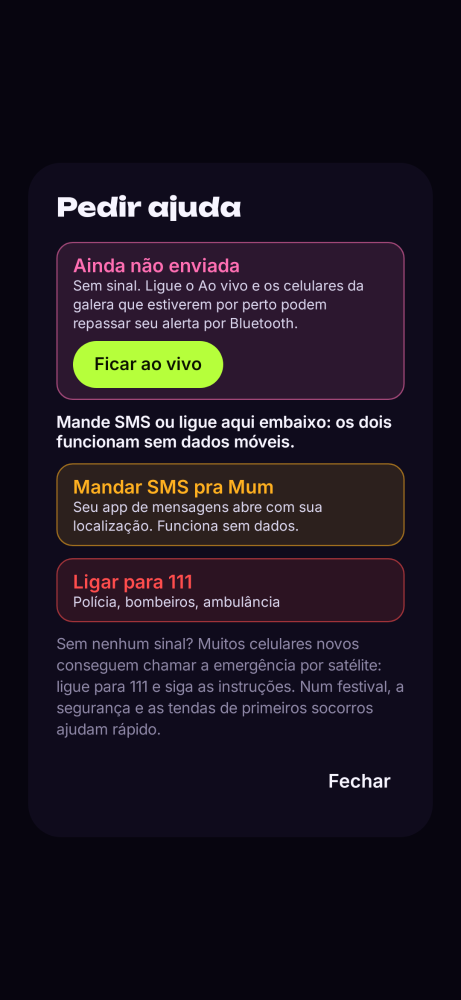 Pedir ajuda
Ainda não enviada
Sem sinal. Ligue o Ao vivo e os celulares da
galera que estiverem por perto podem
repassar seu alerta por Bluetooth.
Ficar ao vivo
Mande SMS ou ligue aqui embaixo: os dois
funcionam sem dados móveis.
Mandar SMS pra Mum
Seu app de mensagens abre com sua
localização. Funciona sem dados.
Ligar para 111
Polícia, bombeiros, ambulância
Sem nenhum sinal? Muitos celulares novos
conseguem chamar a emergência por satélite:
ligue para 111 e siga as instruções. Num festival, a
segurança e as tendas de primeiros socorros
ajudam rápido.
Fechar